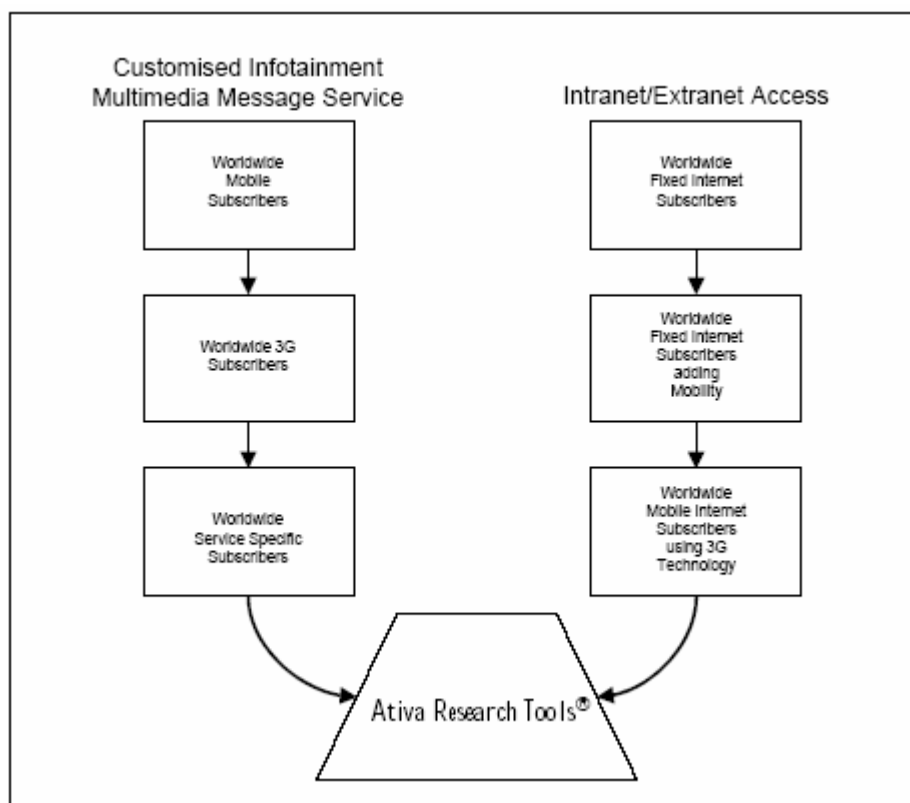 Customised Infotainment
Multimedia Message Service
Worldwide
Mobile
Subscribers
Worldwide 3G
Subscribers
Worldwide
Service Specific
Subscribers
Intranet/Extranet Access
Worldwide
Fixed Internet
Subscribers
Worldwide
Fixed Internet
Subscribers
adding
Mobility
Worldwide
Mobile Internet
Subscribers
using 3G
Technology
Ativa Research Tools®